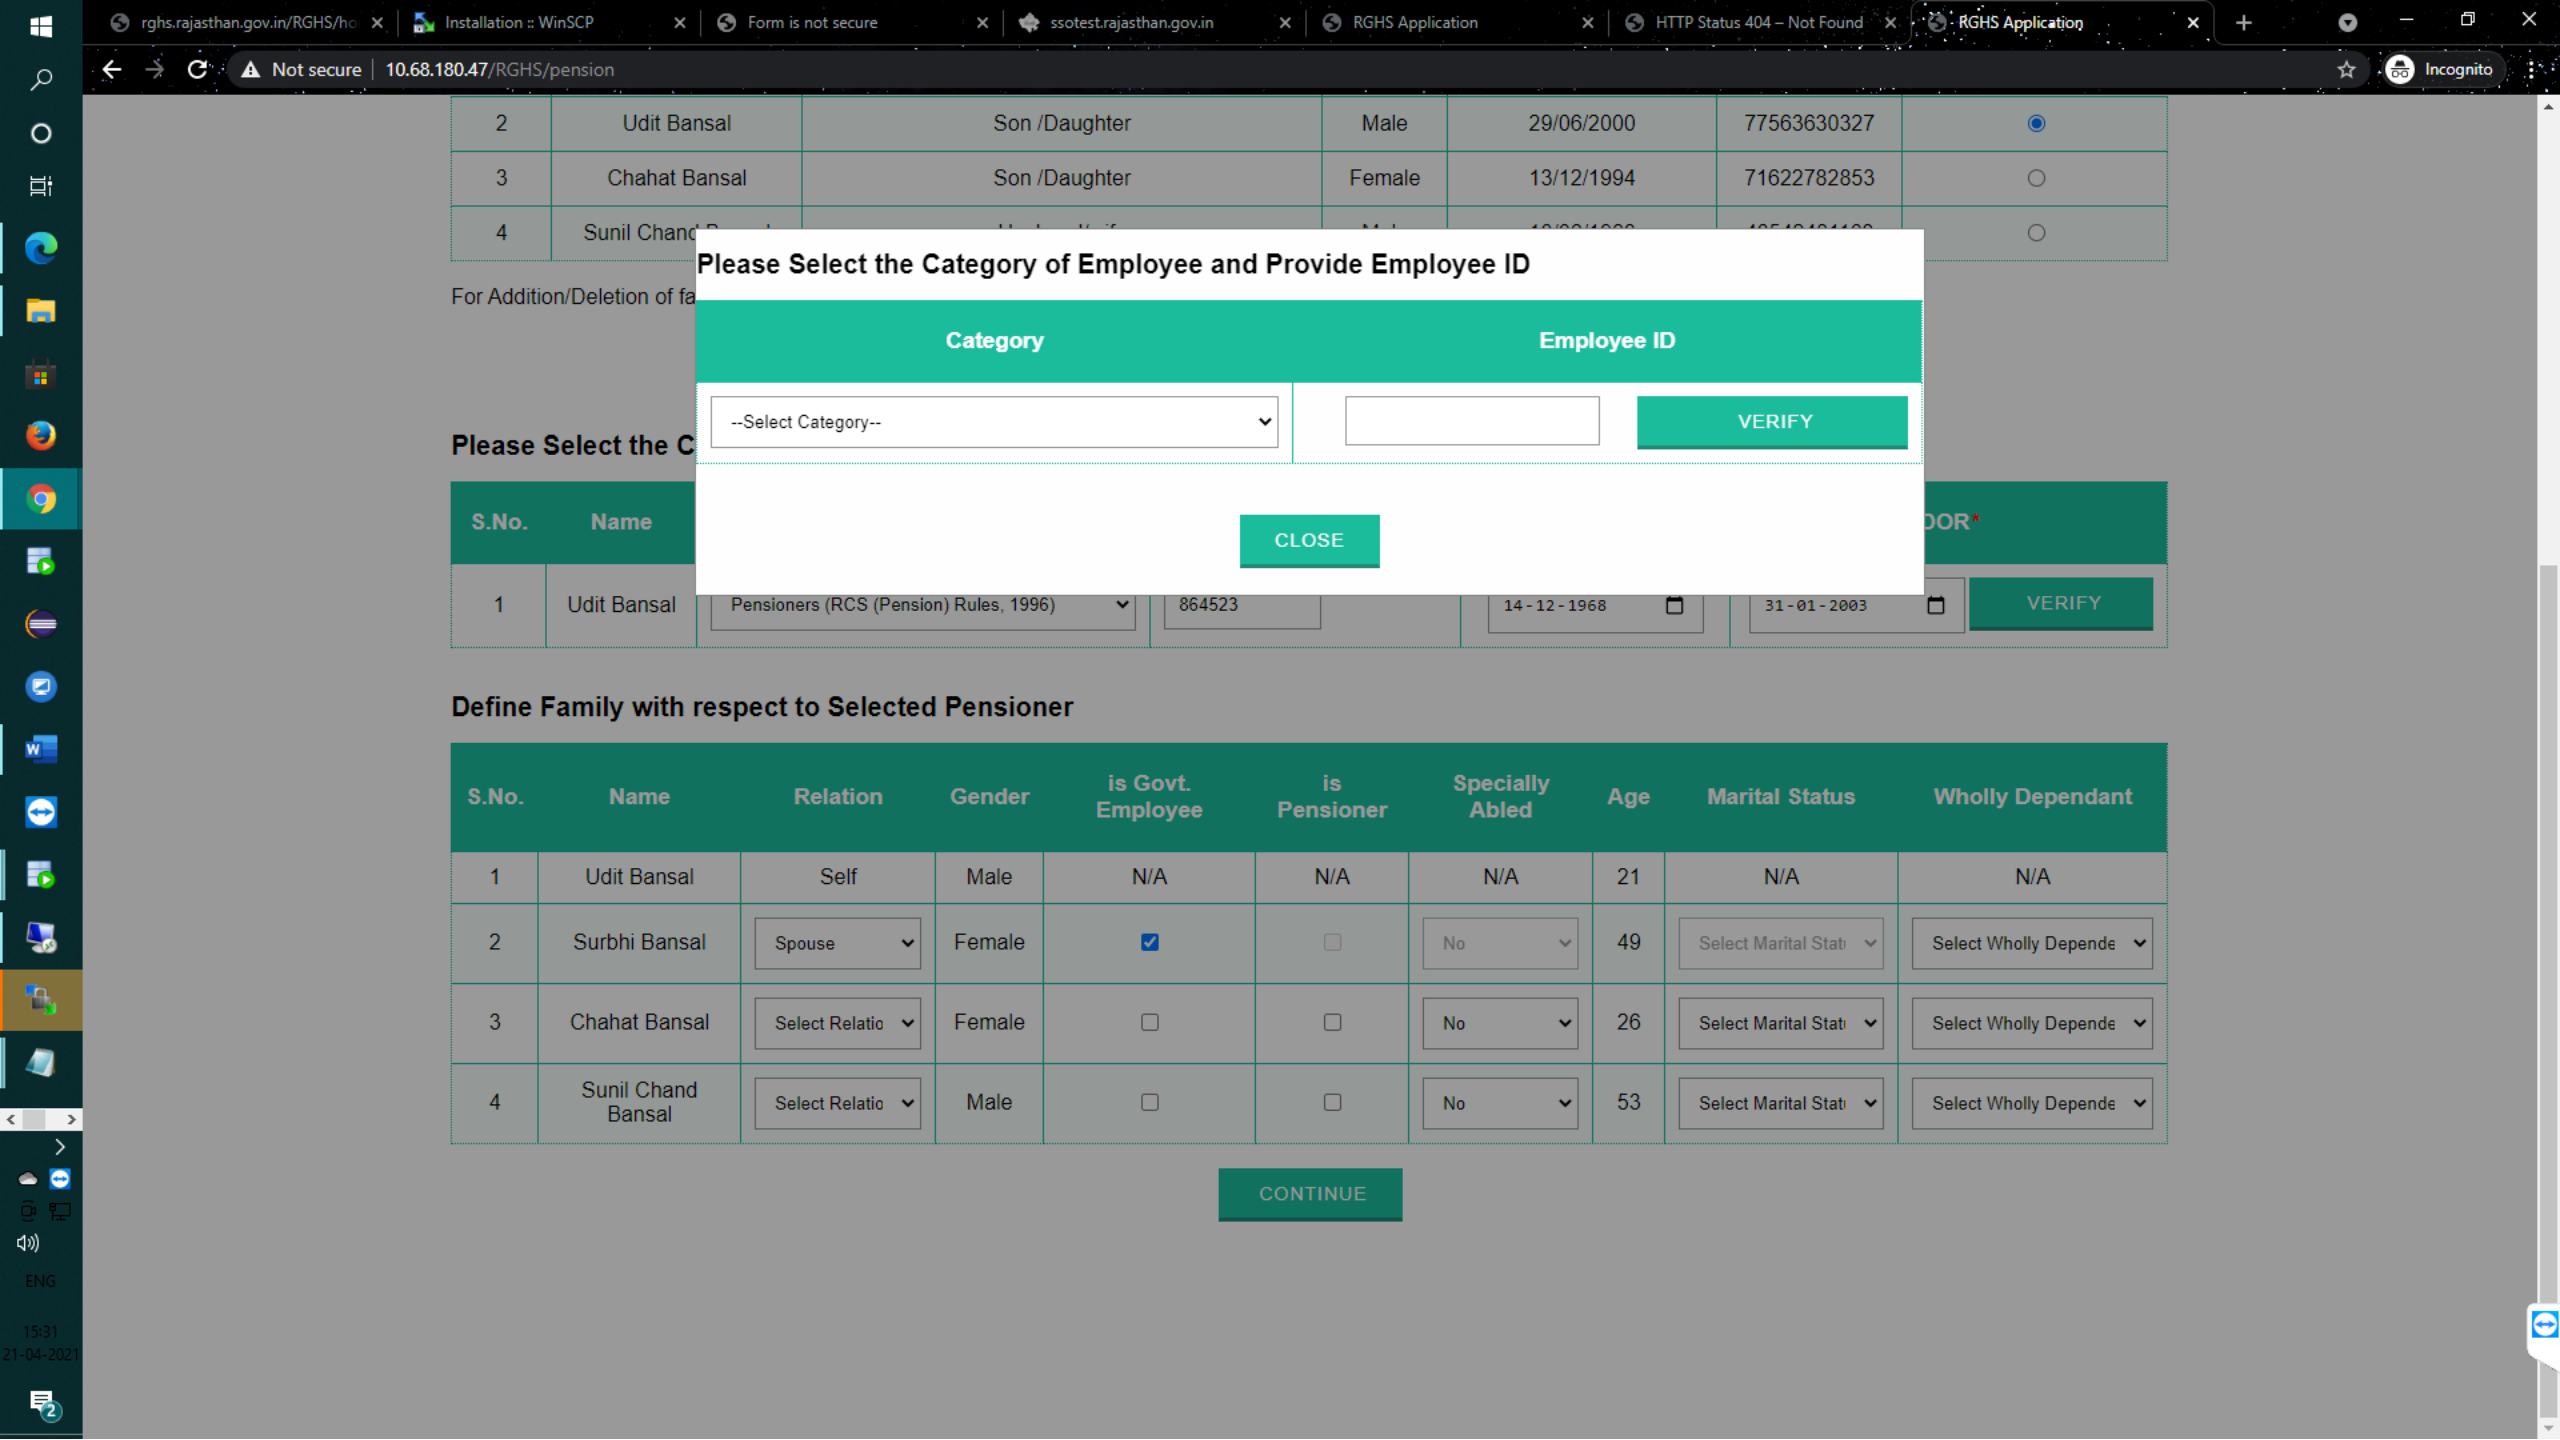 rghs.rajasthan.gov.in/RGHS/ho
Installation :: WinSCP
Form is not secure
ssotest.rajasthan.gov.in
RGHS Application
HTTP Status 404 – Not Found
RGHS Application
Not secure
10.68.180.47/RGHS/pension
Incognito
2 Udit Bansal Son /Daughter Male 29/06/2000 77563630327
3 Chahat Bansal Son /Daughter Female 13/12/1994 71622782853
4 Sunil Chand
For Addition/Deletion of fa
Please Select the Category of Employee and Provide Employee ID
Category Employee ID
--Select Category-- VERIFY
CLOSE
Please Select the C
S.No. Name DOR*
1 Udit Bansal Pensioners (RCS (Pension) Rules, 1996) 864523 14-12-1968 31-01-2003 VERIFY
Define Family with respect to Selected Pensioner
S.No. Name Relation Gender is Govt. Employee is Pensioner Specially Abled Age Marital Status Wholly Dependant
1 Udit Bansal Self Male N/A N/A N/A 21 N/A N/A
2 Surbhi Bansal Spouse Female No 49 Select Marital Stat Select Wholly Depende
3 Chahat Bansal Select Relatio Female No 26 Select Marital Stat Select Wholly Depende
4 Sunil Chand Bansal Select Relatio Male No 53 Select Marital Stat Select Wholly Depende
CONTINUE
ENG
15:31
21-04-2021
2